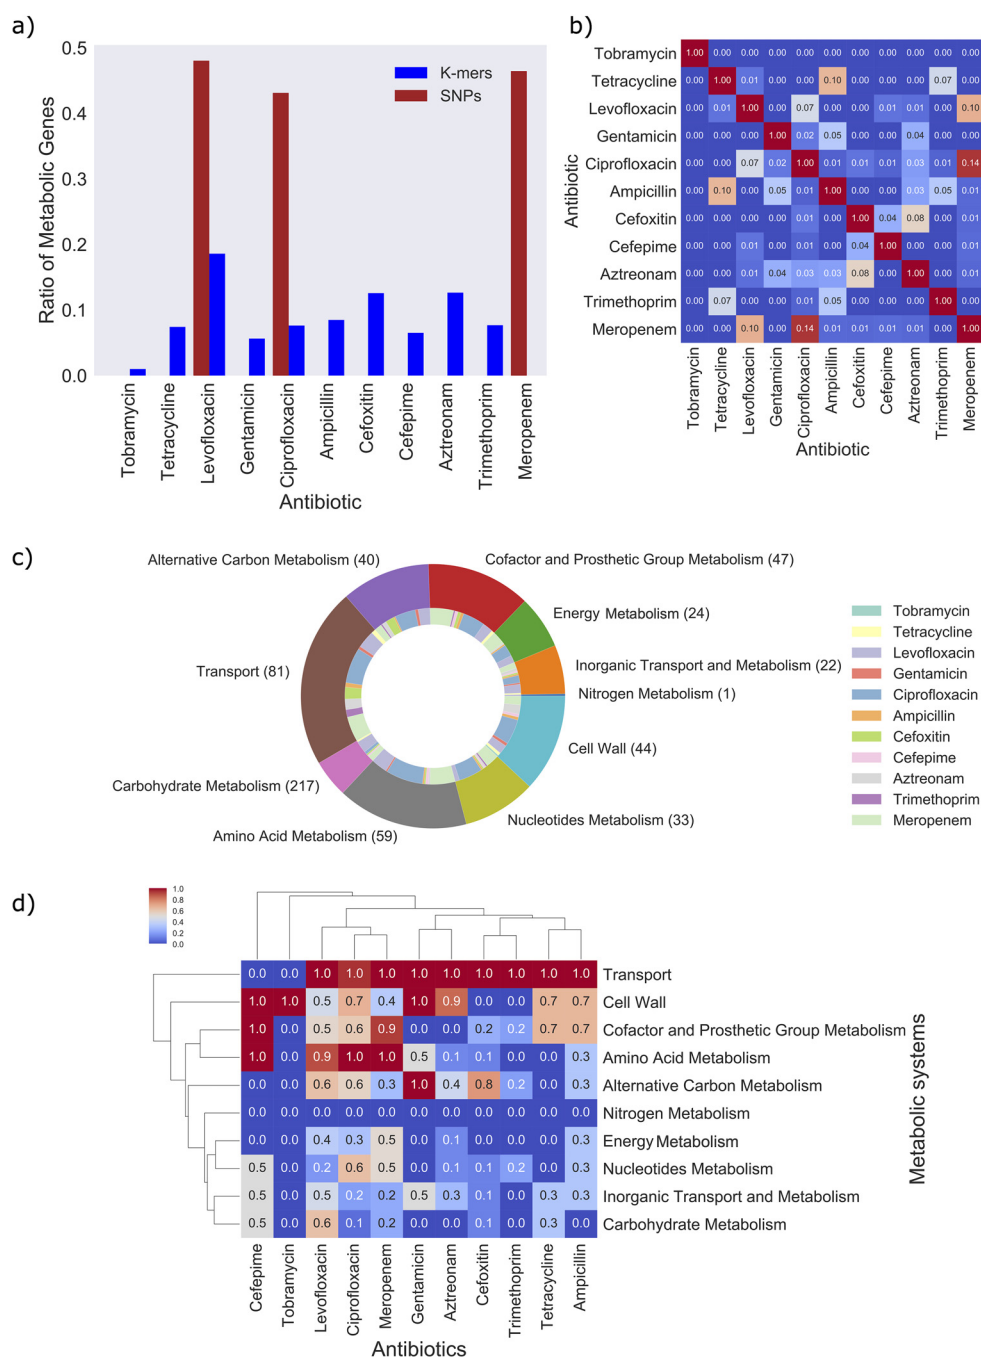 a)
0.5
0.4
0.3
0.2
0.1
0.0
Ratio of Metabolic Genes
K-mers
SNPs
Tobramycin
Tetracycline
Levofloxacin
Gentamicin
Ciprofloxacin
Ampicillin
Cefoxitin
Cefepime
Aztreonam
Trimethoprim
Meropenem
Antibiotic
b)
Antibiotic
Tobramycin 1.00 0.00 0.00 0.00 0.00 0.00 0.00 0.00 0.00 0.00 0.00
Tetracycline 0.00 1.00 0.01 0.00 0.00 0.10 0.00 0.00 0.00 0.07 0.00
Levofloxacin 0.00 0.01 1.00 0.00 0.07 0.00 0.00 0.01 0.01 0.00 0.10
Gentamicin 0.00 0.00 0.00 1.00 0.02 0.05 0.00 0.00 0.04 0.00 0.00
Ciprofloxacin 0.00 0.00 0.07 0.02 1.00 0.01 0.01 0.01 0.03 0.01 0.14
Ampicillin 0.00 0.10 0.00 0.05 0.01 1.00 0.00 0.00 0.03 0.05 0.01
Cefoxitin 0.00 0.00 0.00 0.00 0.01 0.00 1.00 0.04 0.08 0.00 0.01
Cefepime 0.00 0.00 0.01 0.00 0.01 0.00 0.04 1.00 0.00 0.00 0.01
Aztreonam 0.00 0.00 0.01 0.04 0.03 0.03 0.08 0.00 1.00 0.00 0.01
Trimethoprim 0.00 0.07 0.00 0.00 0.01 0.05 0.00 0.00 0.00 1.00 0.00
Meropenem 0.00 0.00 0.10 0.00 0.14 0.01 0.01 0.01 0.01 0.00 1.00
Tobramycin
Tetracycline
Levofloxacin
Gentamicin
Ciprofloxacin
Ampicillin
Cefoxitin
Cefepime
Aztreonam
Trimethoprim
Meropenem
Antibiotic
c)
Alternative Carbon Metabolism (40)
Cofactor and Prosthetic Group Metabolism (47)
Energy Metabolism (24)
Inorganic Transport and Metabolism (22)
Nitrogen Metabolism (1)
Transport (81)
Cell Wall (44)
Carbohydrate Metabolism (217)
Nucleotides Metabolism (33)
Amino Acid Metabolism (59)
Tobramycin
Tetracycline
Levofloxacin
Gentamicin
Ciprofloxacin
Ampicillin
Cefoxitin
Cefepime
Aztreonam
Trimethoprim
Meropenem
d)
1.0
0.8
0.6
0.4
0.2
0.0
0.0 0.0 1.0 1.0 1.0 1.0 1.0 1.0 1.0 1.0 1.0 Transport
1.0 1.0 0.5 0.7 0.4 1.0 0.9 0.0 0.0 0.7 0.7 Cell Wall
1.0 0.0 0.5 0.6 0.9 0.0 0.0 0.2 0.2 0.7 0.7 Cofactor and Prosthetic Group Metabolism
1.0 0.0 0.9 1.0 1.0 0.5 0.1 0.1 0.0 0.0 0.3 Amino Acid Metabolism
0.0 0.0 0.6 0.6 0.3 1.0 0.4 0.8 0.2 0.0 0.3 Alternative Carbon Metabolism
0.0 0.0 0.0 0.0 0.0 0.0 0.0 0.0 0.0 0.0 0.0 Nitrogen Metabolism
0.0 0.0 0.4 0.3 0.5 0.0 0.1 0.0 0.0 0.0 0.3 Energy Metabolism
0.5 0.0 0.2 0.6 0.5 0.0 0.1 0.1 0.2 0.0 0.3 Nucleotides Metabolism
0.5 0.0 0.5 0.2 0.2 0.5 0.3 0.1 0.0 0.3 0.3 Inorganic Transport and Metabolism
0.5 0.0 0.6 0.1 0.2 0.0 0.0 0.1 0.0 0.3 0.0 Carbohydrate Metabolism
Metabolic systems
Cefepime
Tobramycin
Levofloxacin
Ciprofloxacin
Meropenem
Gentamicin
Aztreonam
Cefoxitin
Trimethoprim
Tetracycline
Ampicillin
Antibiotics